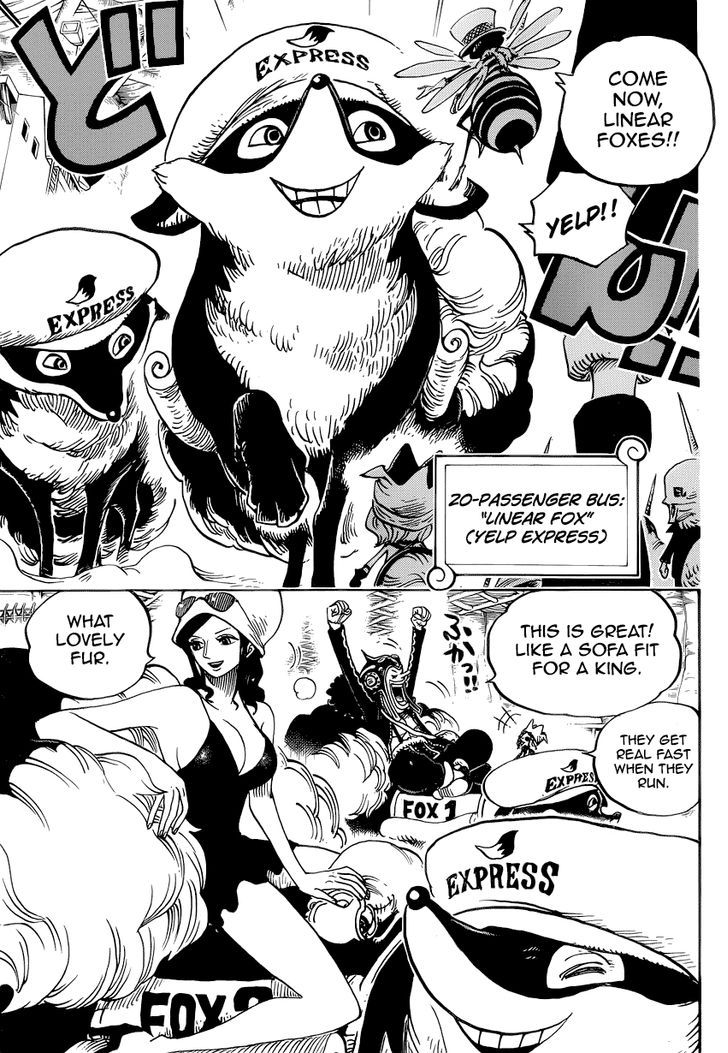 ど
EXPRESS
COME
NOW,
LINEAR
FOXES!!
YELP!!
EXPRESS
20-PASSENGER BUS:
"LINEAR FOX"
(YELP EXPRESS)
EL
WHAT
LOVELY
FUR.
ふかっ!!
THIS IS GREAT!
LIKE A SOFA FIT
FOR A KING.
THEY GET
REAL FAST
WHEN THEY
RUN.
EXPRESS
FOX 1
EXPRESS
FOX